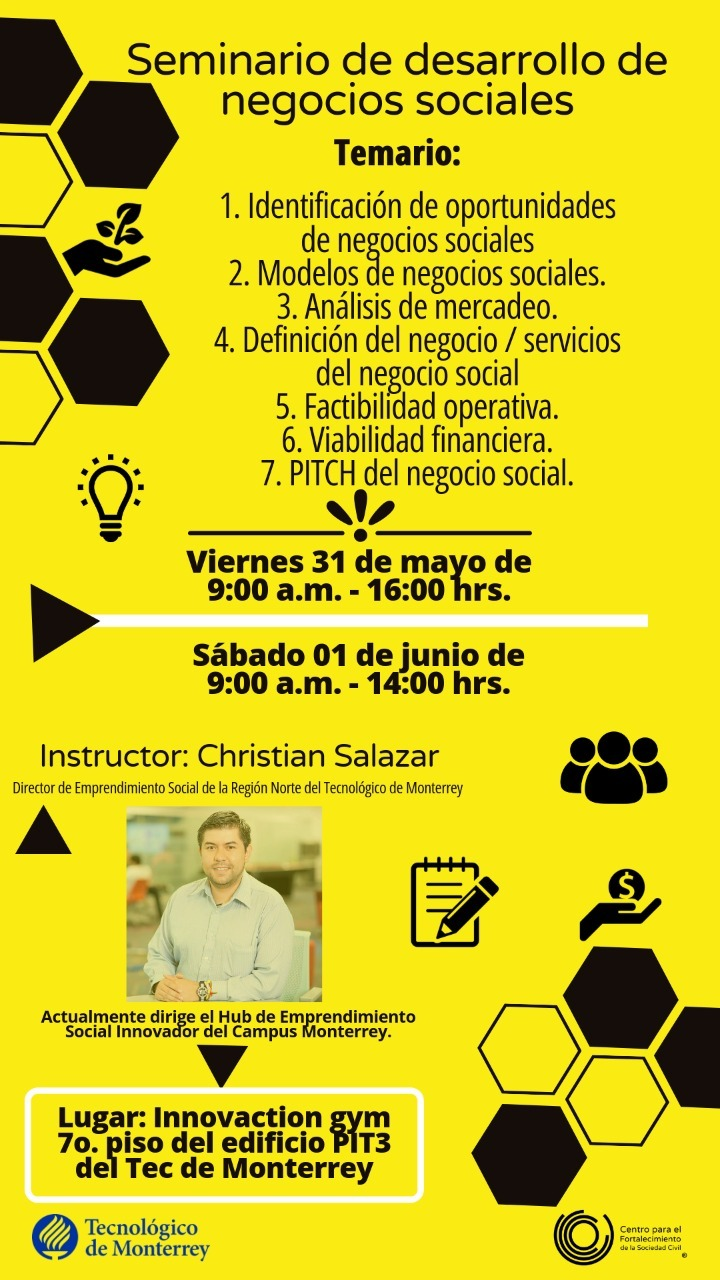 Seminario de desarrollo de
negocios sociales
Temario:
1. Identificación de oportunidades
de negocios sociales
2. Modelos de negocios sociales.
3. Análisis de mercadeo.
4. Definición del negocio / servicios
del negocio social
5. Factibilidad operativa.
6. Viabilidad financiera.
7. PITCH del negocio social.
Viernes 31 de mayo de
9:00 a.m. - 16:00 hrs.
Sábado 01 de junio de
9:00 a.m. - 14:00 hrs.
Instructor: Christian Salazar
Director de Emprendimiento Social de la Región Norte del Tecnológico de Monterrey
$
Actualmente dirige el Hub de Emprendimiento
Social Innovador del Campus Monterrey.
Lugar: Innovaction gym
7o. piso del edificio PIT3
del Tec de Monterrey
Tecnológico
de Monterrey
Centro para el
Fortalecimiento
de la Sociedad Civil
®